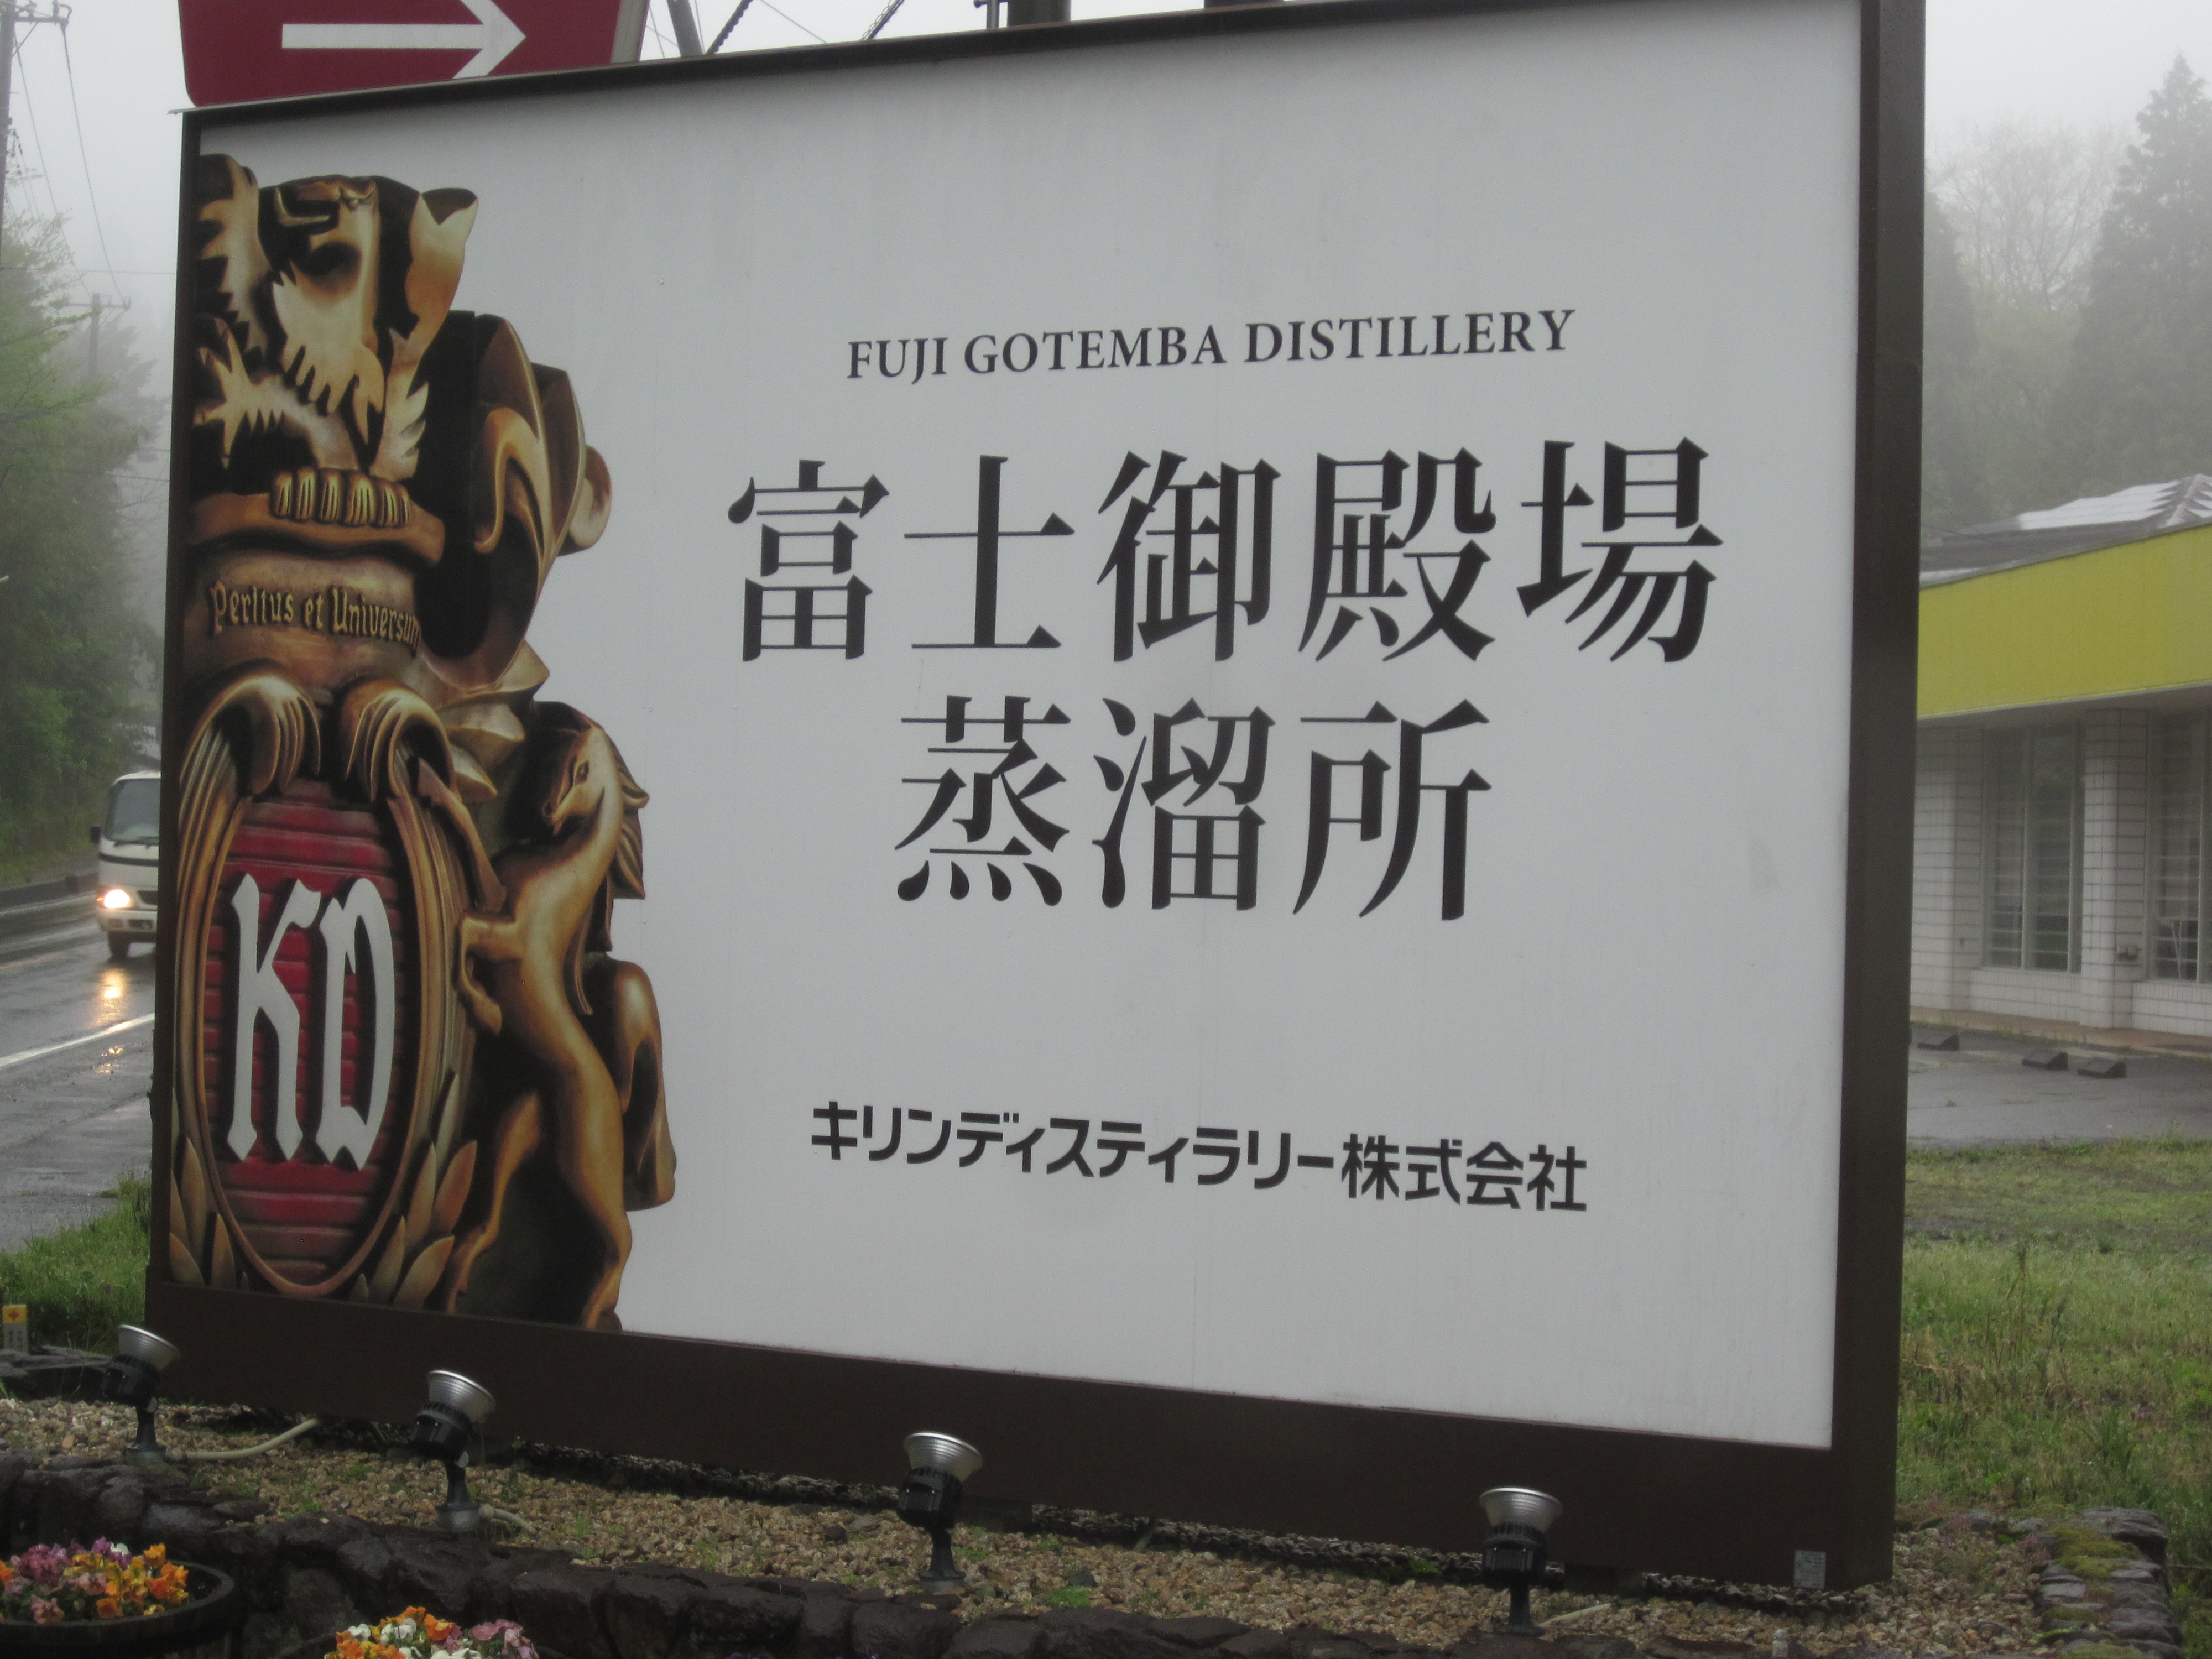 FUJI GOTEMBA DISTILLERY
富士御殿場
蒸溜所
Peritus et Universum
KD
キリンディスティラリー株式会社